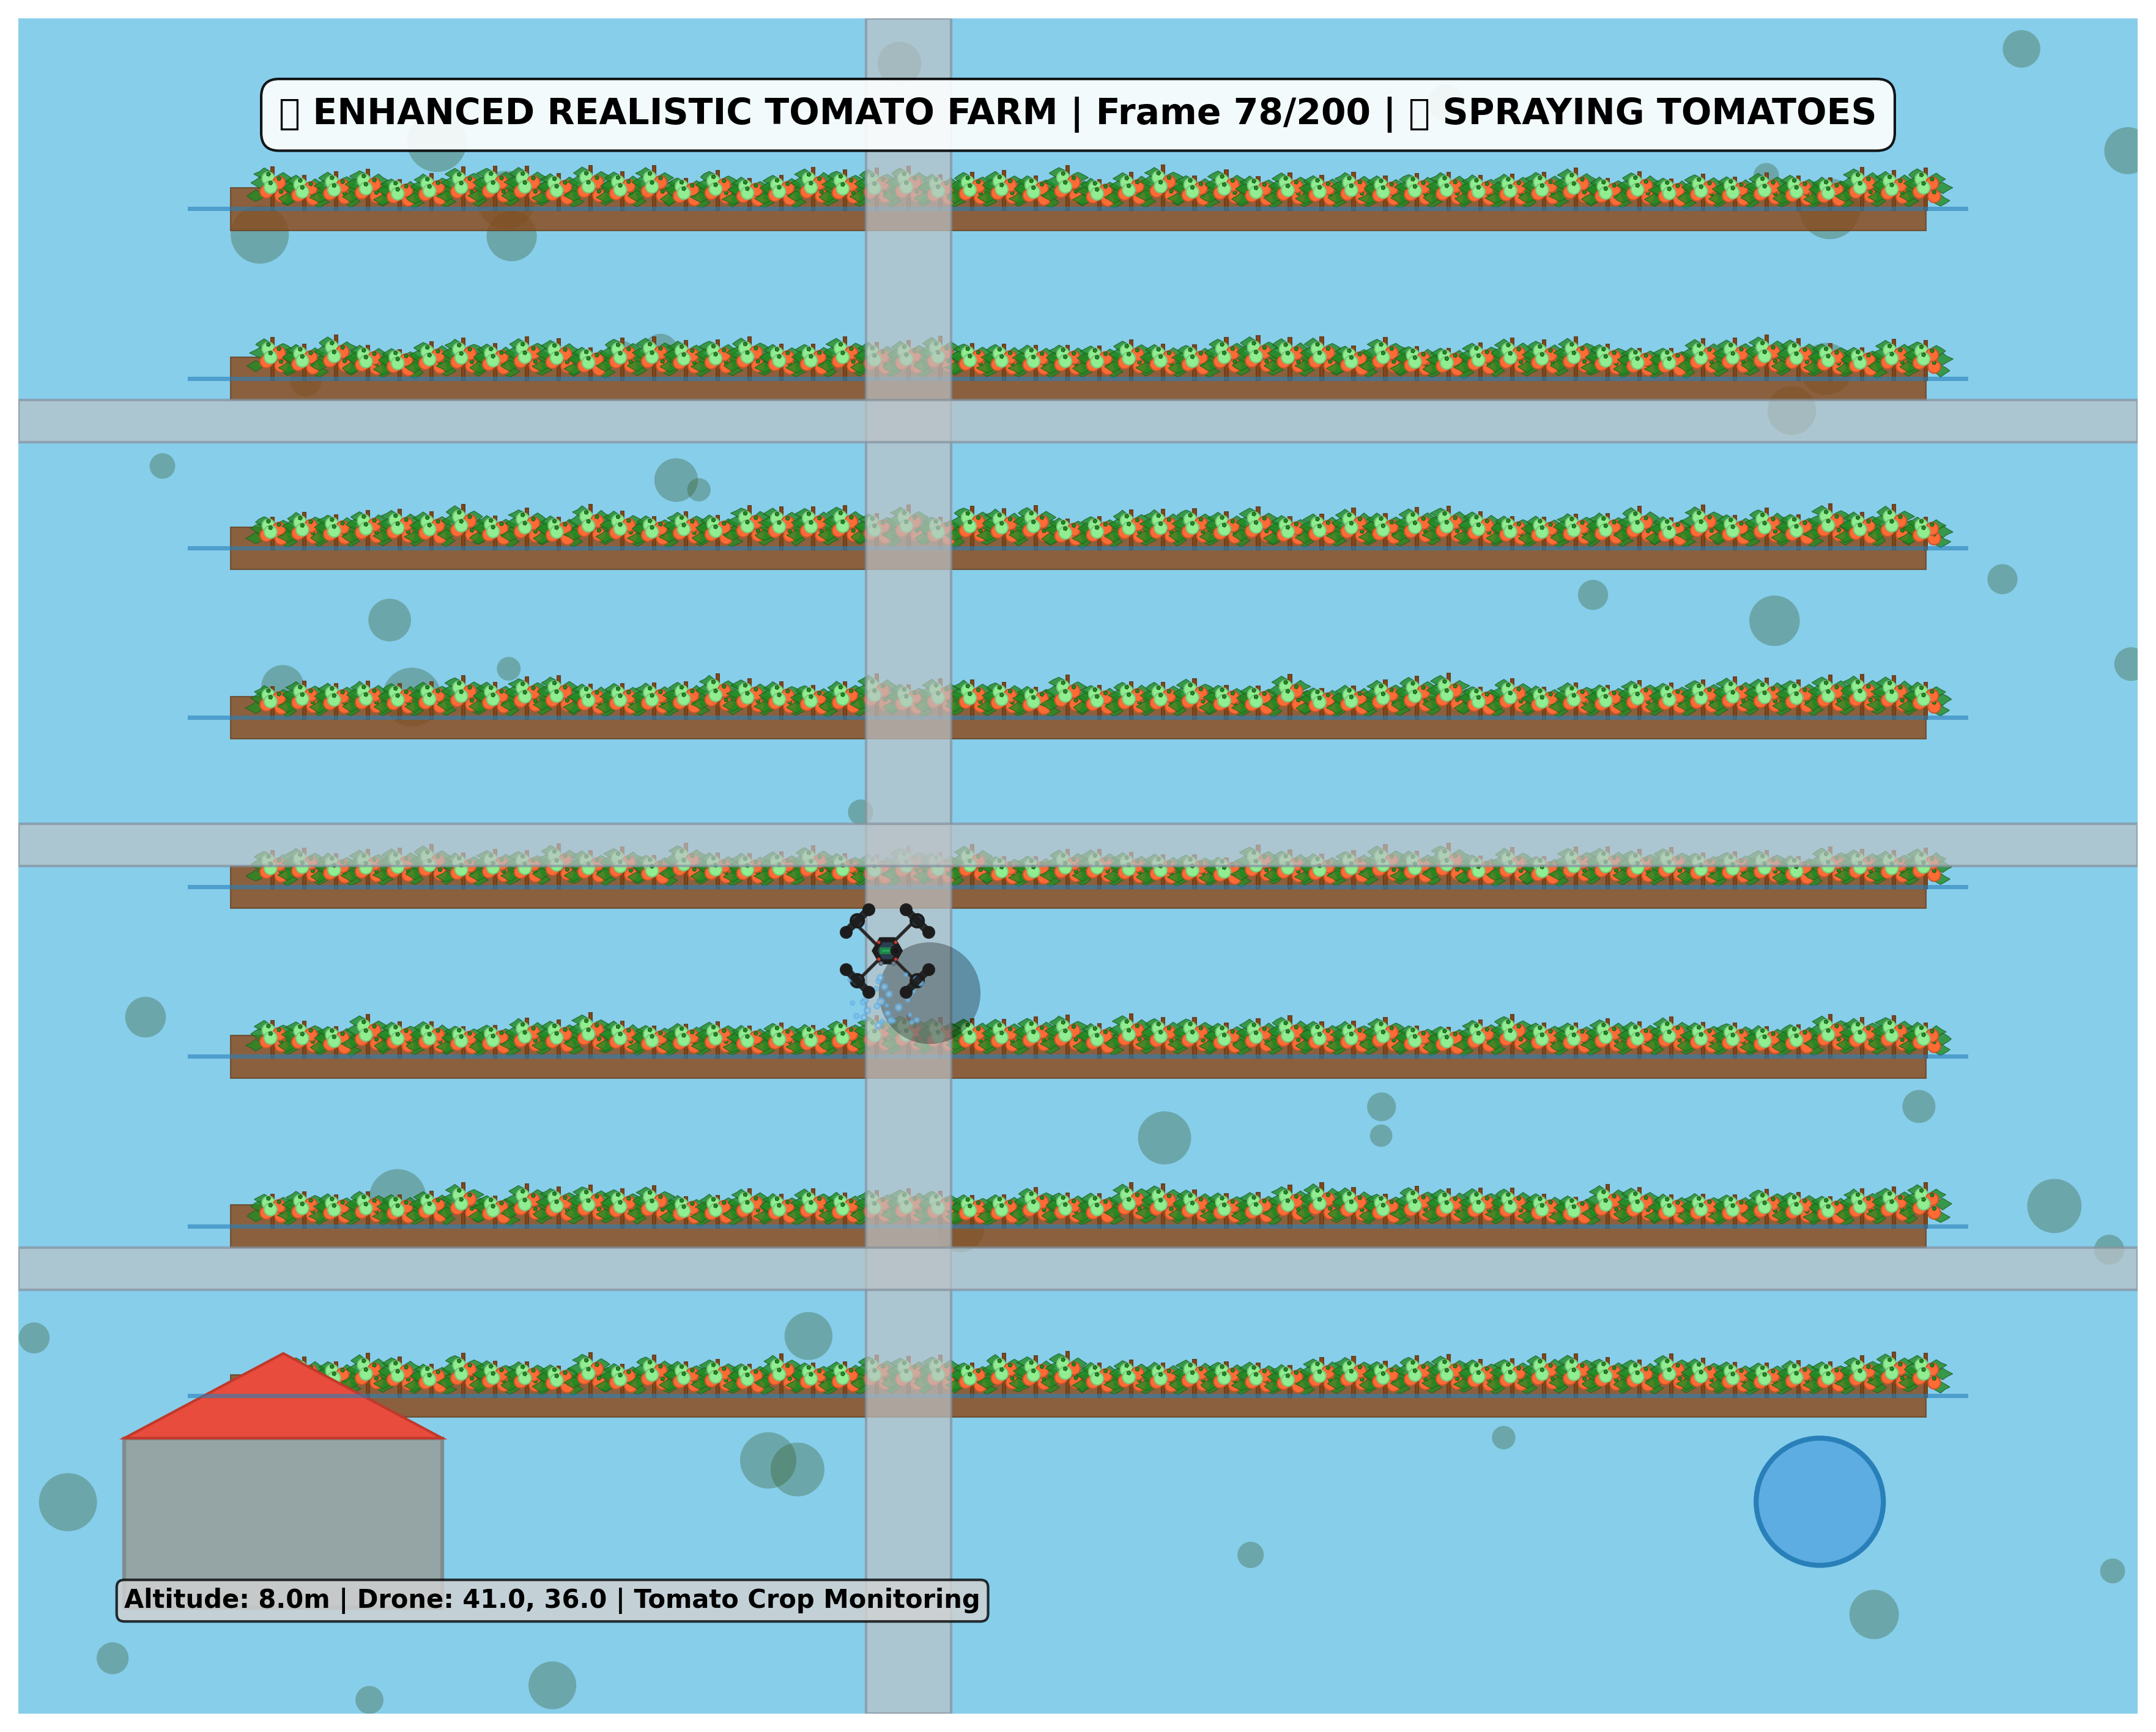 ▯ ENHANCED REALISTIC TOMATO FARM | Frame 78/200 | ▯ SPRAYING TOMATOES
Altitude: 8.0m | Drone: 41.0, 36.0 | Tomato Crop Monitoring